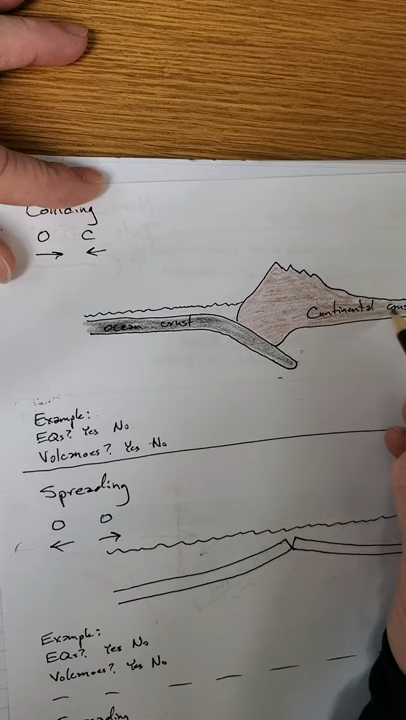 Colliding
O C
Continental
ocean crust
Example:
EQs? Yes No
Volcanoes? Yes No
Spreading
O O
Example:
EQs? Yes No
Volcanoes? Yes No